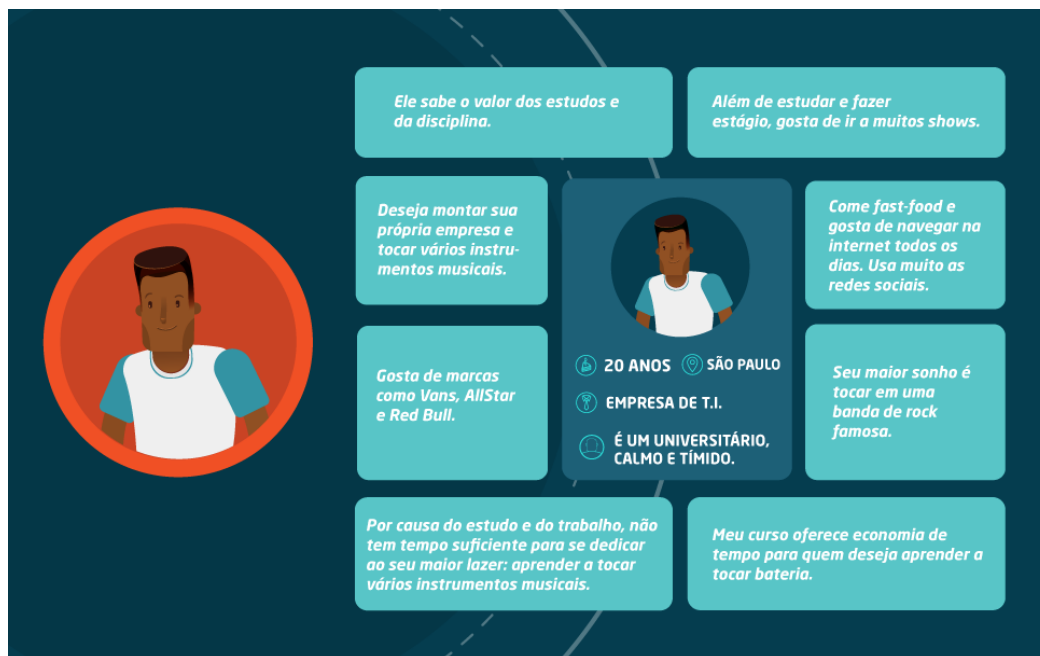 Ele sabe o valor dos estudos e
da disciplina.
Além de estudar e fazer
estágio, gosta de ir a muitos shows.
Deseja montar sua
própria empresa e
tocar vários instru-
mentos musicais.
Come fast-food e
gosta de navegar na
internet todos os
dias. Usa muito as
redes sociais.
Gosta de marcas
como Vans, AllStar
e Red Bull.
20 ANOS
SÃO PAULO
EMPRESA DE T.I.
É UM UNIVERSITÁRIO,
CALMO E TÍMIDO.
Seu maior sonho é
tocar em uma
banda de rock
famosa.
Por causa do estudo e do trabalho, não
tem tempo suficiente para se dedicar
ao seu maior lazer: aprender a tocar
vários instrumentos musicais.
Meu curso oferece economia de
tempo para quem deseja aprender a
tocar bateria.